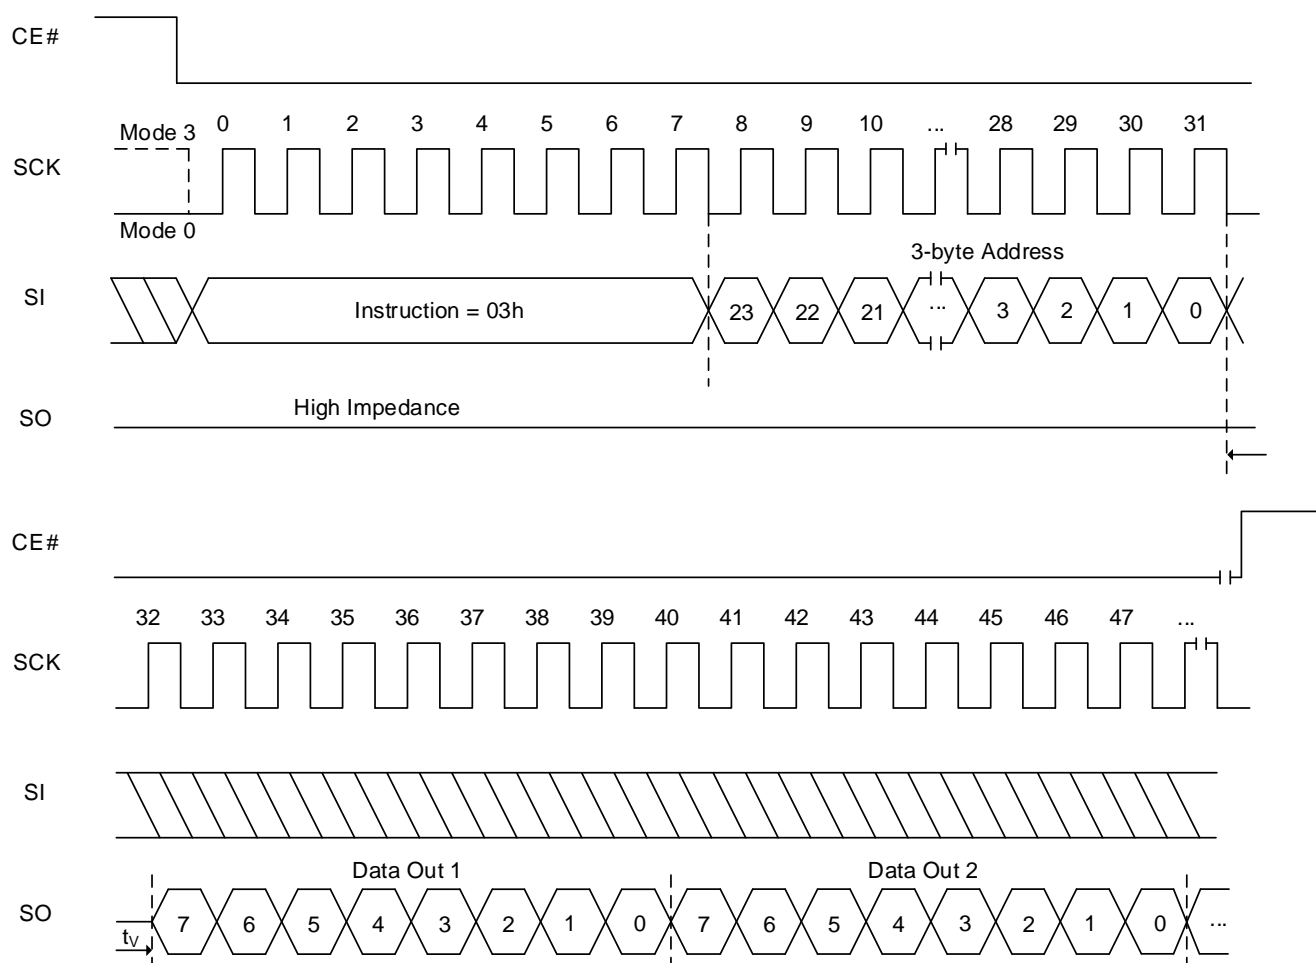 CE#
Mode 3 0 1 2 3 4 5 6 7 8 9 10 ... 28 29 30 31
SCK
Mode 0
3-byte Address
SI Instruction = 03h 23 22 21 ... 3 2 1 0
High Impedance
SO
CE#
32 33 34 35 36 37 38 39 40 41 42 43 44 45 46 47 ...
SCK
SI
Data Out 1 Data Out 2
SO 7 6 5 4 3 2 1 0 7 6 5 4 3 2 1 0 ...
tV